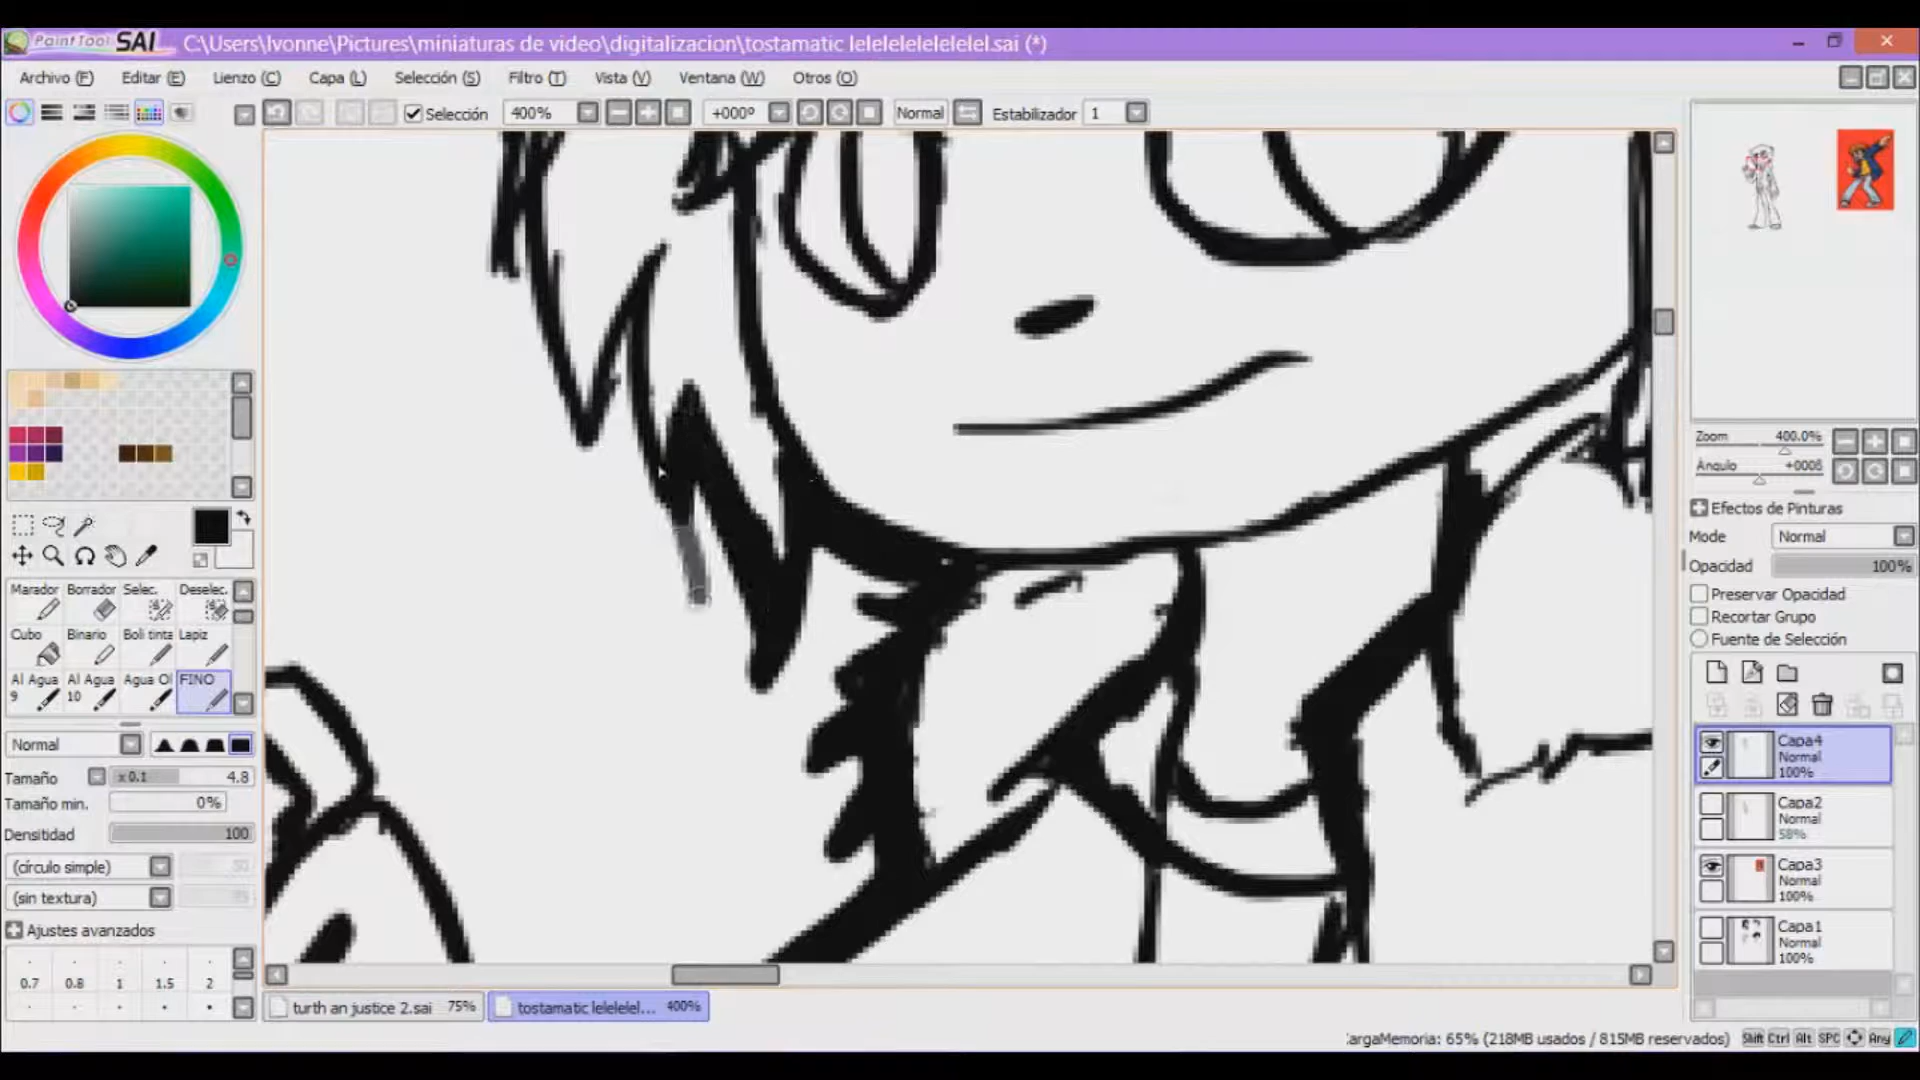 Paint Tool SAI C:\Users\Ivonne\Pictures\miniaturas de video\digitalizacion\tostamatic lelelelelelelelel.sai (*)
Archivo (F) Editar (E) Lienzo (C) Capa (L) Selección (S) Filtro (T) Vista (V) Ventana (W) Otros (O)
Selección 400% +000º Normal Estabilizador 1
Zoom 400.0%
Angulo +000
Efectos de Pinturas
Mode Normal
Opacidad 100%
Preservar Opacidad
Recortar Grupo
Fuente de Selección
Marador Borrador Selec. Deselec.
Cubo Binario Boli tinta Lapiz
Al Agua 9 Al Agua 10 Agua Ol FINO
Normal
Tamaño x 0.1 4.8
Tamaño min. 0%
Densitidad 100
(círculo simple)
(sin textura)
Ajustes avanzados
0.7 0.8 1 1.5 2
Capa4
Normal
100%
Capa2
Normal
58%
Capa3
Normal
100%
Capa1
Normal
100%
turth an justice 2.sai 75% tostamatic lelelelel... 400%
CargaMemoria: 65% (218MB usados / 815MB reservados) Shift Ctrl Alt SPC Any